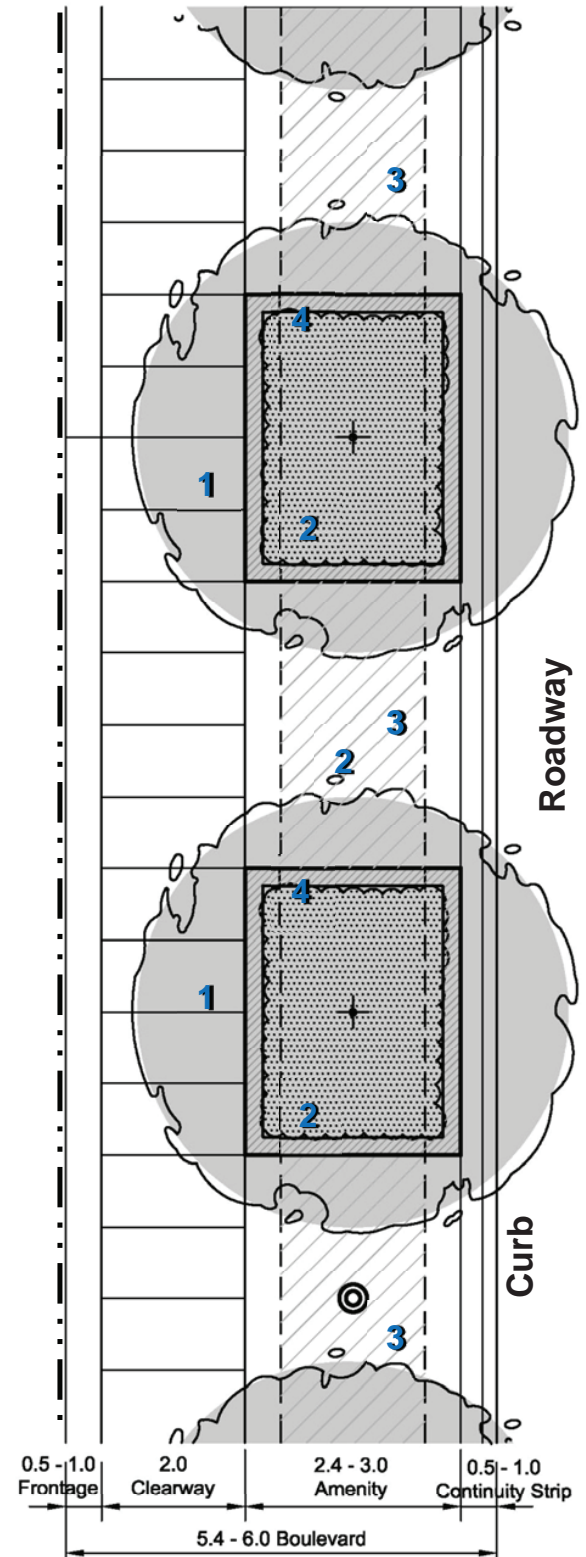 3
4
1
2
3
2
4
1
2
3
Roadway
Curb
0.5 - 1.0
Frontage
2.0
Clearway
2.4 - 3.0
Amenity
0.5 - 1.0
Continuity Strip
5.4 - 6.0 Boulevard